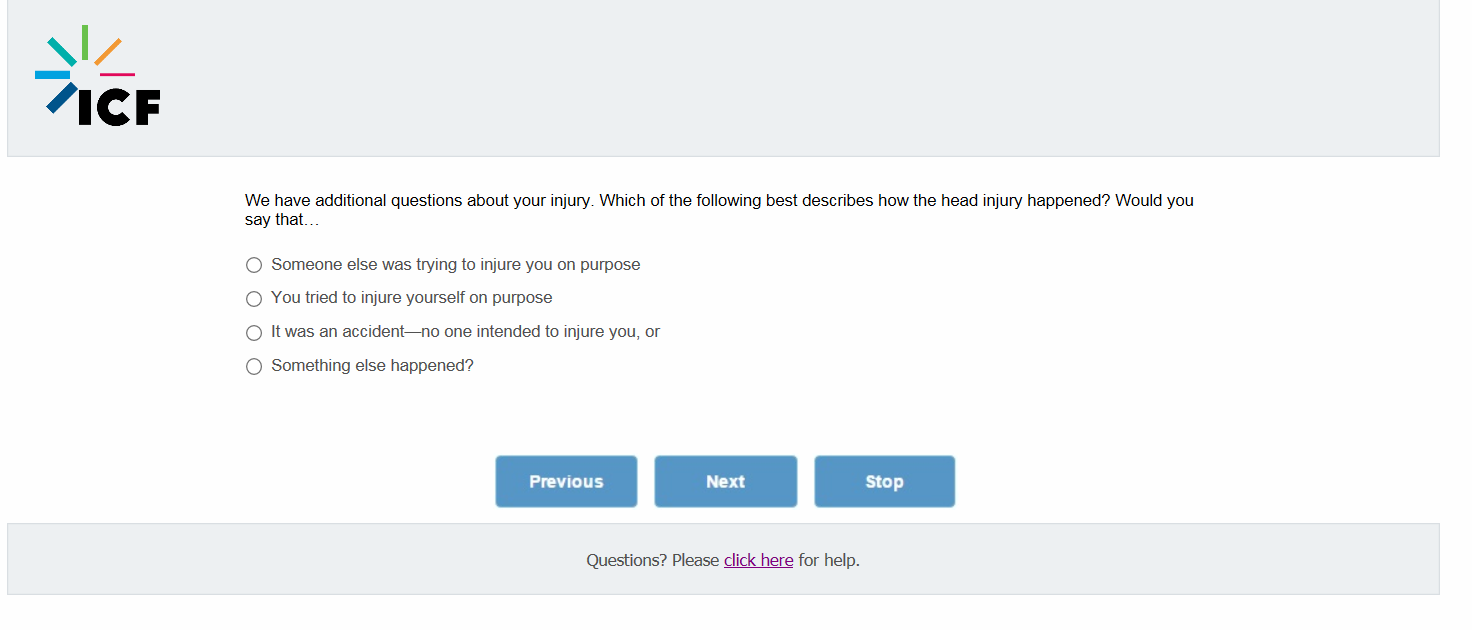 ICF
We have additional questions about your injury. Which of the following best describes how the head injury happened? Would you
say that…
Someone else was trying to injure you on purpose
You tried to injure yourself on purpose
It was an accident—no one intended to injure you, or
Something else happened?
Previous Next Stop
Questions? Please click here for help.